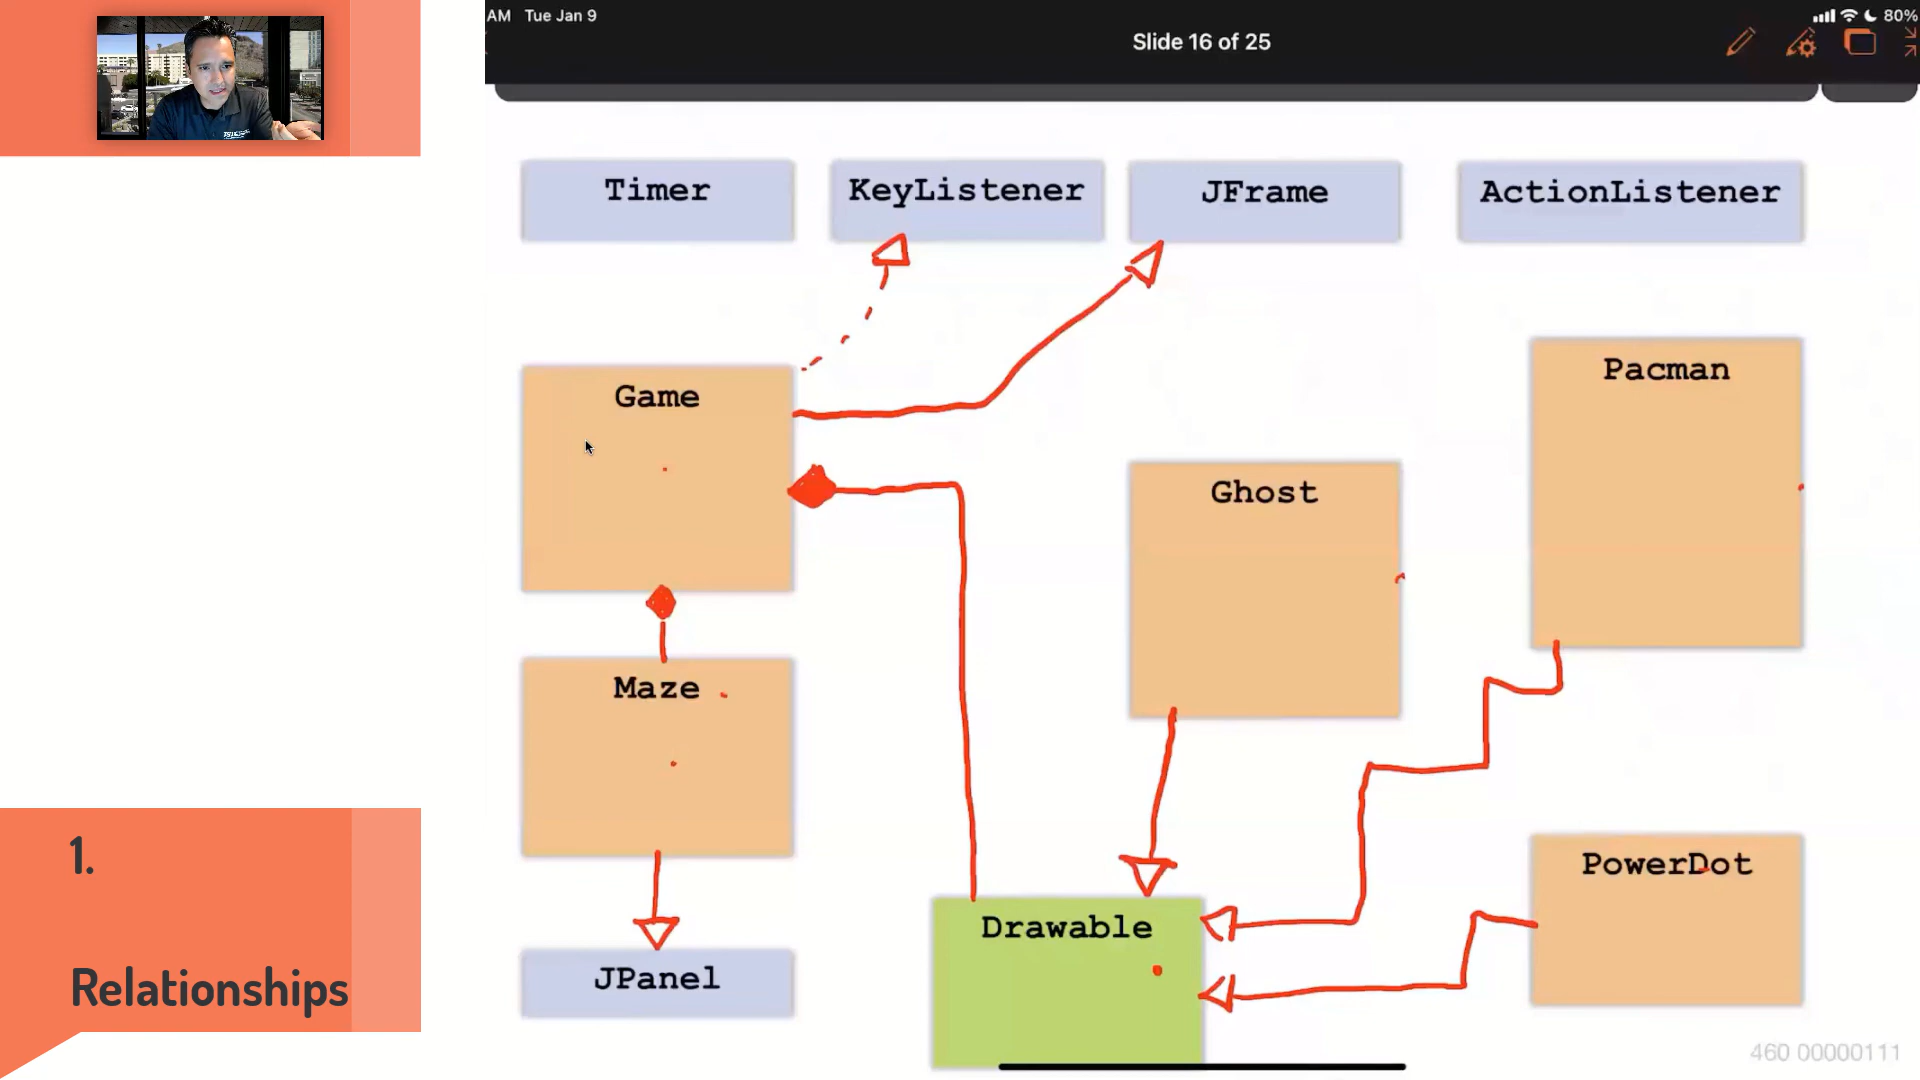 AM Tue Jan 9
80%
Slide 16 of 25
Timer
KeyListener
JFrame
ActionListener
Game
Pacman
Ghost
Maze
PowerDot
Drawable
JPanel
1.
Relationships
460 00000111